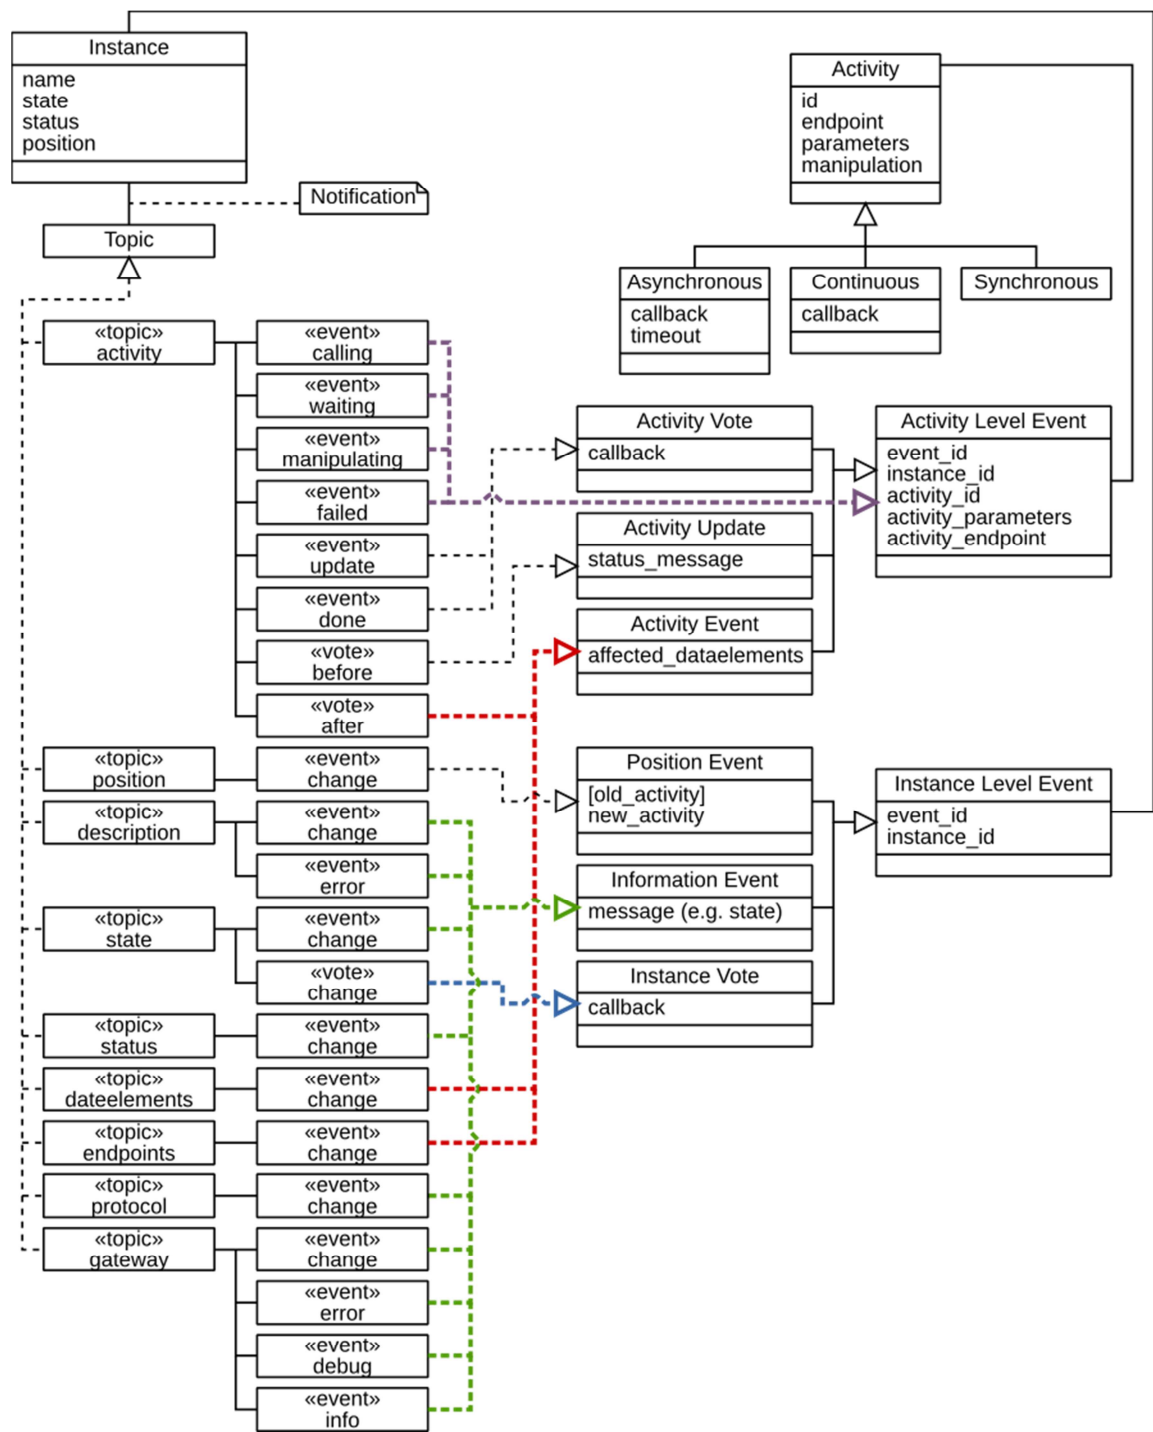 Instance
name
state
status
position
Notification
Topic
Activity
id
endpoint
parameters
manipulation
Asynchronous
callback
timeout
Continuous
callback
Synchronous
«topic»
activity
«event»
calling
«event»
waiting
«event»
manipulating
«event»
failed
«event»
update
«event»
done
«vote»
before
«vote»
after
«topic»
position
«event»
change
«topic»
description
«event»
change
«event»
error
«topic»
state
«event»
change
«vote»
change
«topic»
status
«event»
change
«topic»
dateelements
«event»
change
«topic»
endpoints
«event»
change
«topic»
protocol
«event»
change
«topic»
gateway
«event»
change
«event»
error
«event»
debug
«event»
info
Activity Vote
callback
Activity Update
status_message
Activity Event
affected_dataelements
Activity Level Event
event_id
instance_id
activity_id
activity_parameters
activity_endpoint
Position Event
[old_activity]
new_activity
Information Event
message (e.g. state)
Instance Vote
callback
Instance Level Event
event_id
instance_id